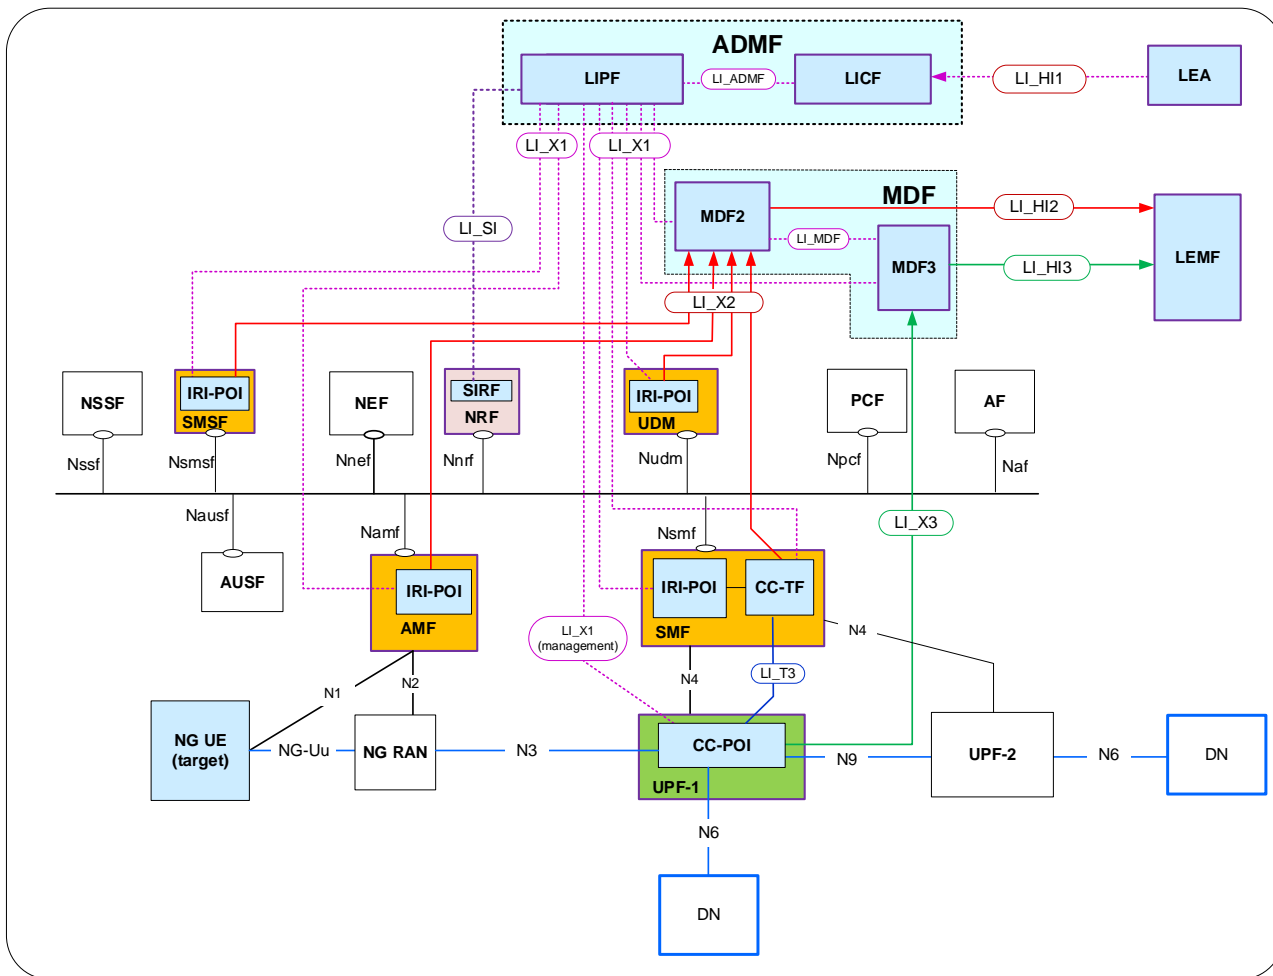 ADMF
LIPF
LI_ADMF
LICF
LI_HI1
LEA
LI_X1
LI_X1
MDF
MDF2
LI_HI2
LI_SI
LI_MDF
MDF3
LI_HI3
LEMF
LI_X2
NSSF
IRI-POI
SMSF
NEF
SIRF
NRF
IRI-POI
UDM
PCF
AF
Nssf
Nsmsf
Nnef
Nnrf
Nudm
Npcf
Naf
Nausf
Namf
Nsmf
LI_X3
AUSF
IRI-POI
AMF
IRI-POI
CC-TF
SMF
LI_X1
(management)
N4
N1
N2
N4
LI_T3
NG UE
(target)
NG-Uu
NG RAN
N3
CC-POI
UPF-1
N9
UPF-2
N6
DN
N6
DN